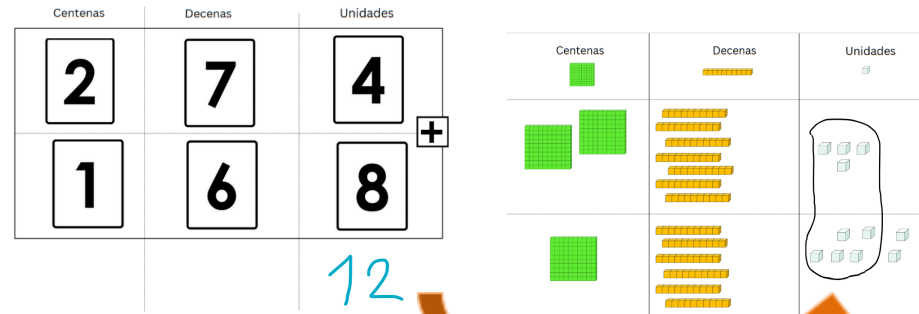 Centenas Decenas Unidades
2 7 4
+
1 6 8
12
Centenas Decenas Unidades